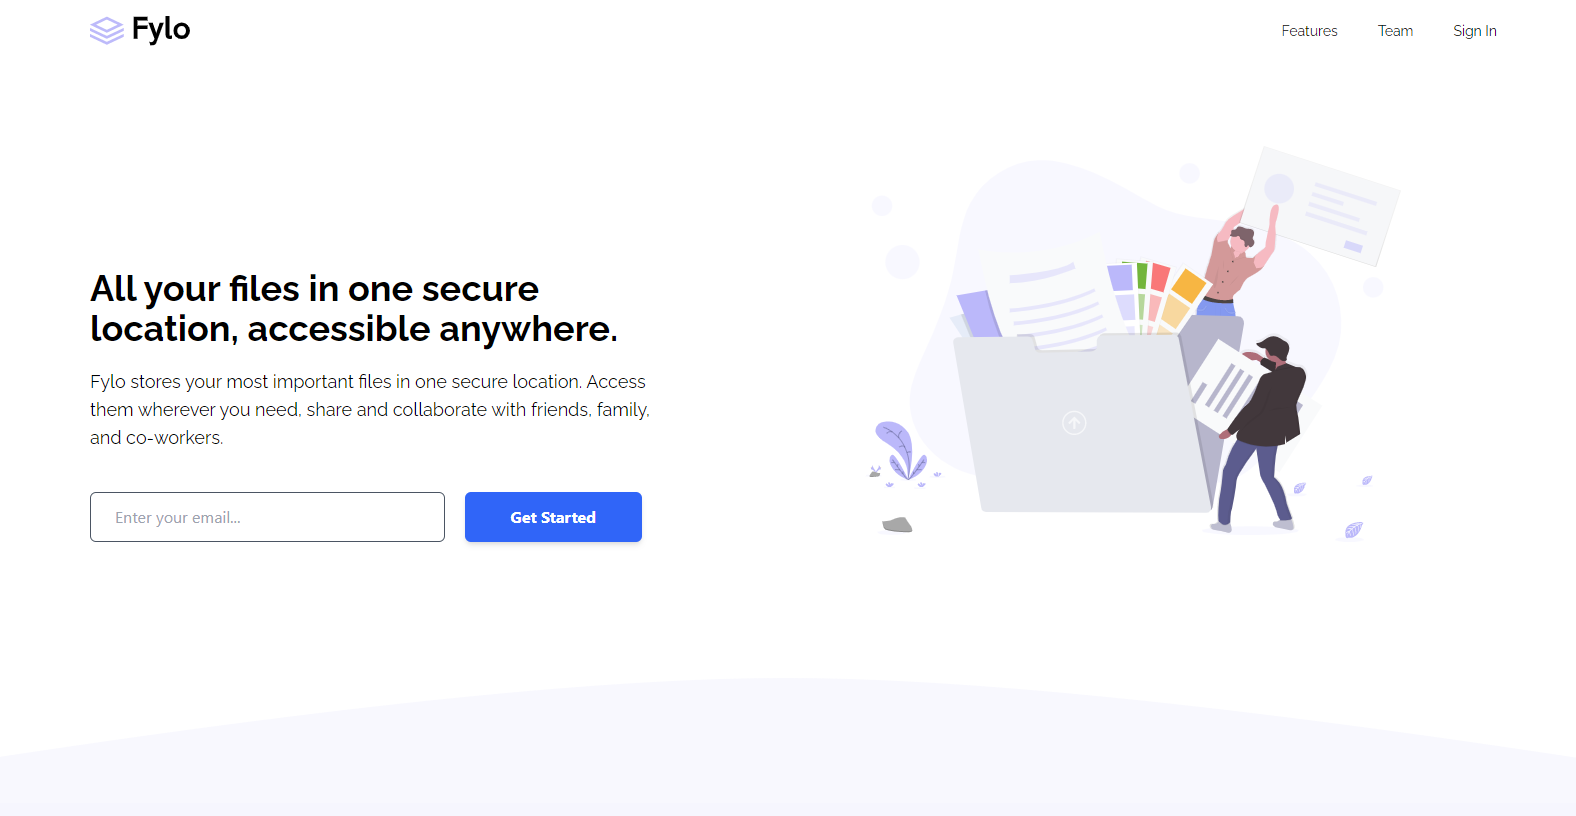 Fylo
Features
Team
Sign In
All your files in one secure
location, accessible anywhere.
Fylo stores your most important files in one secure location. Access
them wherever you need, share and collaborate with friends, family,
and co-workers.
Enter your email...
Get Started